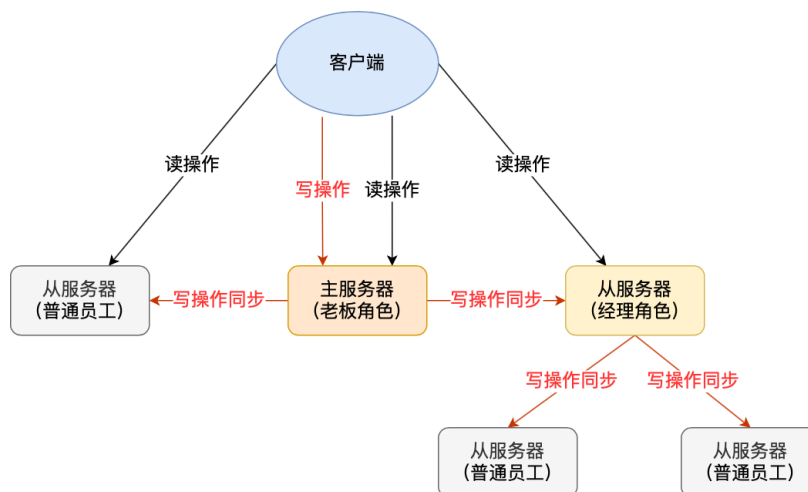 客户端
读操作
写操作
读操作
读操作
从服务器
(普通员工)
写操作同步
主服务器
(老板角色)
写操作同步
从服务器
(经理角色)
写操作同步
写操作同步
从服务器
(普通员工)
从服务器
(普通员工)